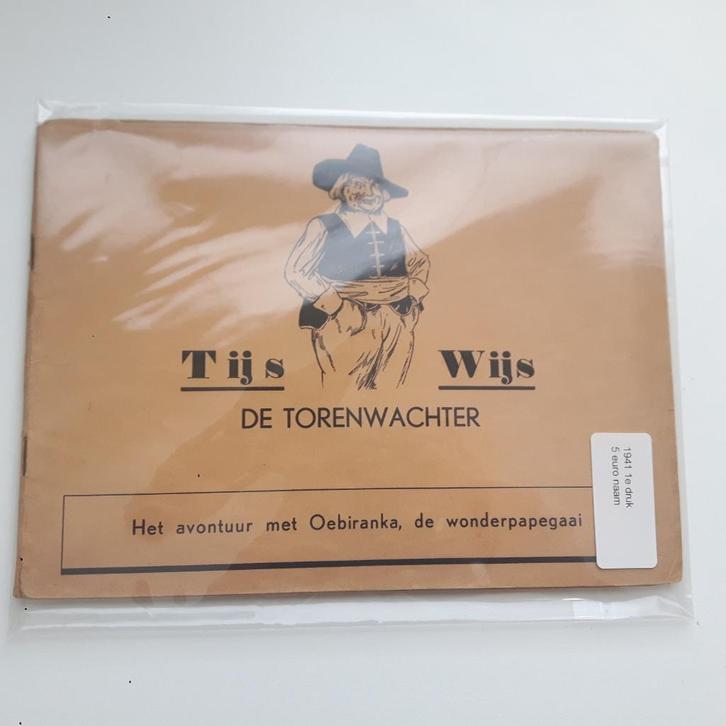 Tijs Wijs
DE TORENWACHTER
Het avontuur met Oebiranka, de wonderpapegaai
1941 1e druk
5 euro naam